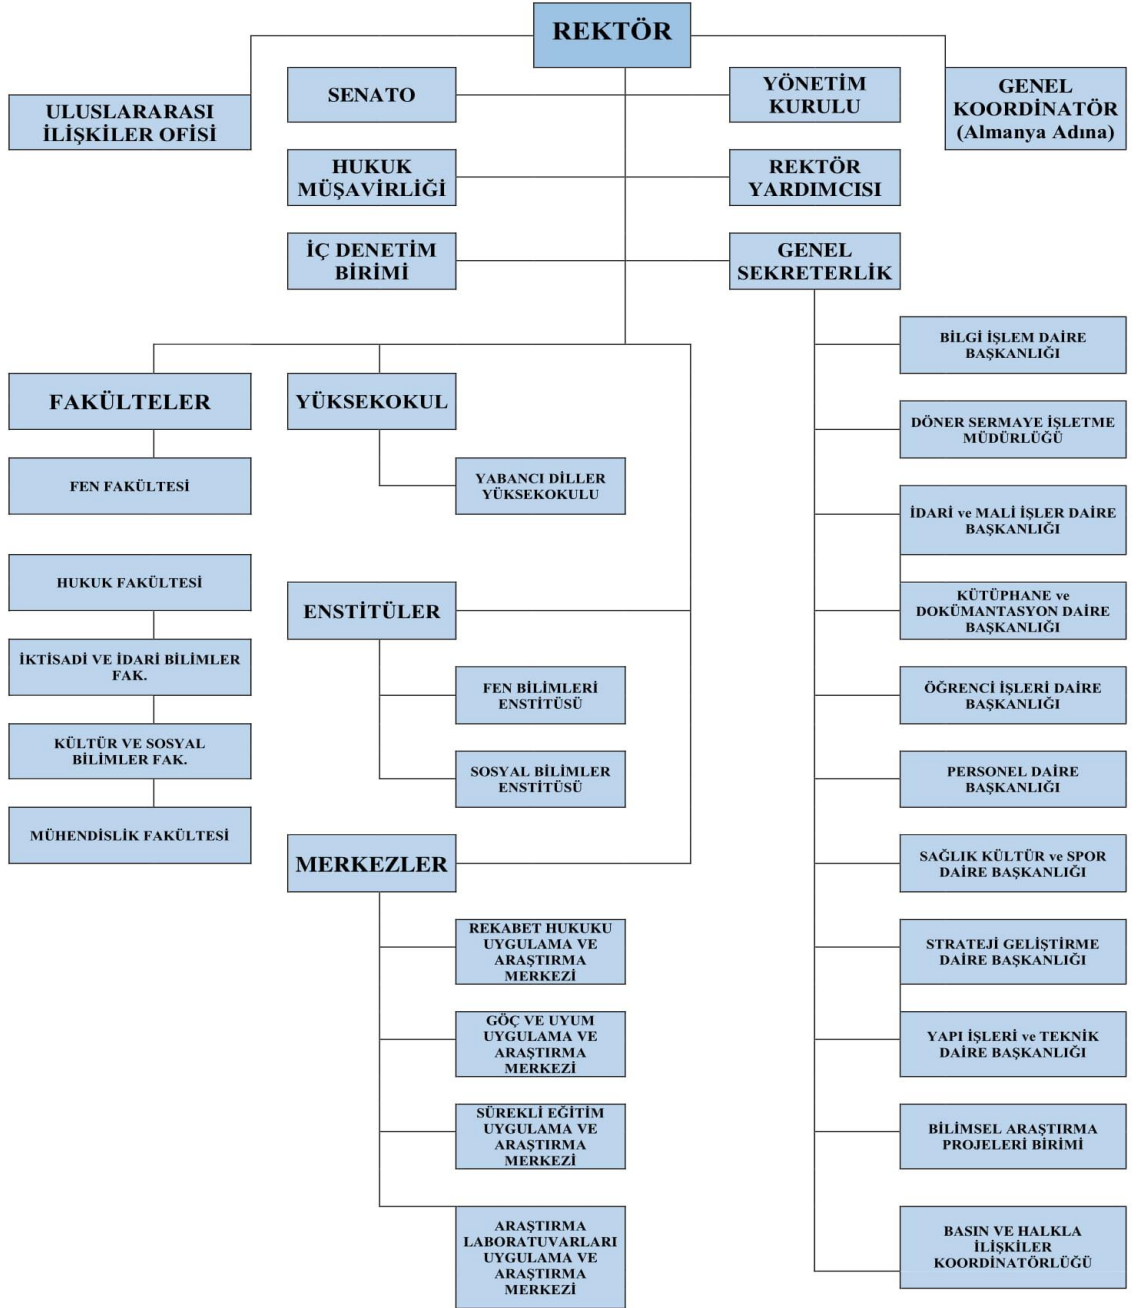 REKTÖR
ULUSLARARASI
İLİŞKİLER OFİSİ
SENATO
YÖNETİM
KURULU
GENEL
KOORDİNATÖR
(Almanya Adına)
HUKUK
MÜŞAVİRLİĞİ
REKTÖR
YARDIMCISI
İÇ DENETİM
BİRİMİ
GENEL
SEKRETERLİK
FAKÜLTELER
FEN FAKÜLTESİ
HUKUK FAKÜLTESİ
İKTİSADİ VE İDARİ BİLİMLER
FAK.
KÜLTÜR VE SOSYAL
BİLİMLER FAK.
MÜHENDİSLİK FAKÜLTESİ
YÜKSEKOKUL
YABANCI DİLLER
YÜKSEKOKULU
ENSTİTÜLER
FEN BİLİMLERİ
ENSTİTÜSÜ
SOSYAL BİLİMLER
ENSTİTÜSÜ
MERKEZLER
REKABET HUKUKU
UYGULAMA VE
ARAŞTIRMA
MERKEZİ
GÖÇ VE UYUM
UYGULAMA VE
ARAŞTIRMA
MERKEZİ
SÜREKLİ EĞİTİM
UYGULAMA VE
ARAŞTIRMA
MERKEZİ
ARAŞTIRMA
LABORATUVARLARI
UYGULAMA VE
ARAŞTIRMA
MERKEZİ
BİLGİ İŞLEM DAİRE
BAŞKANLIĞI
DÖNER SERMAYE İŞLETME
MÜDÜRLÜĞÜ
İDARİ ve MALİ İŞLER DAİRE
BAŞKANLIĞI
KÜTÜPHANE ve
DOKÜMANTASYON DAİRE
BAŞKANLIĞI
ÖĞRENCİ İŞLERİ DAİRE
BAŞKANLIĞI
PERSONEL DAİRE
BAŞKANLIĞI
SAĞLIK KÜLTÜR ve SPOR
DAİRE BAŞKANLIĞI
STRATEJİ GELİŞTİRME
DAİRE BAŞKANLIĞI
YAPI İŞLERİ ve TEKNİK
DAİRE BAŞKANLIĞI
BİLİMSEL ARAŞTIRMA
PROJELERİ BİRİMİ
BASIN VE HALKLA
İLİŞKİLER
KOORDİNATÖRLÜĞÜ